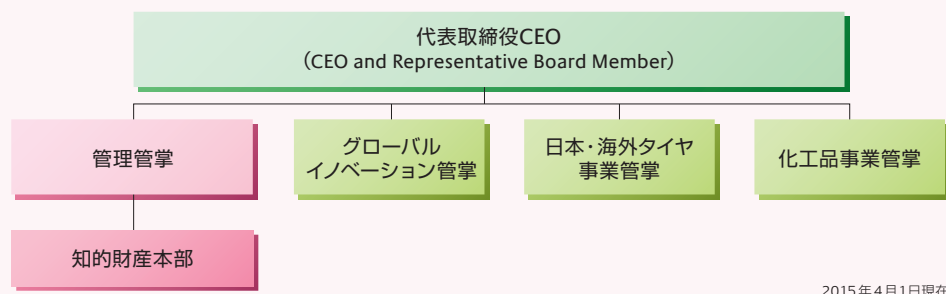 代表取締役CEO
（CEO and Representative Board Member）
管理管掌
グローバル
イノベーション管掌
日本・海外タイヤ
事業管掌
化工品事業管掌
知的財産本部
2015年4月1日現在